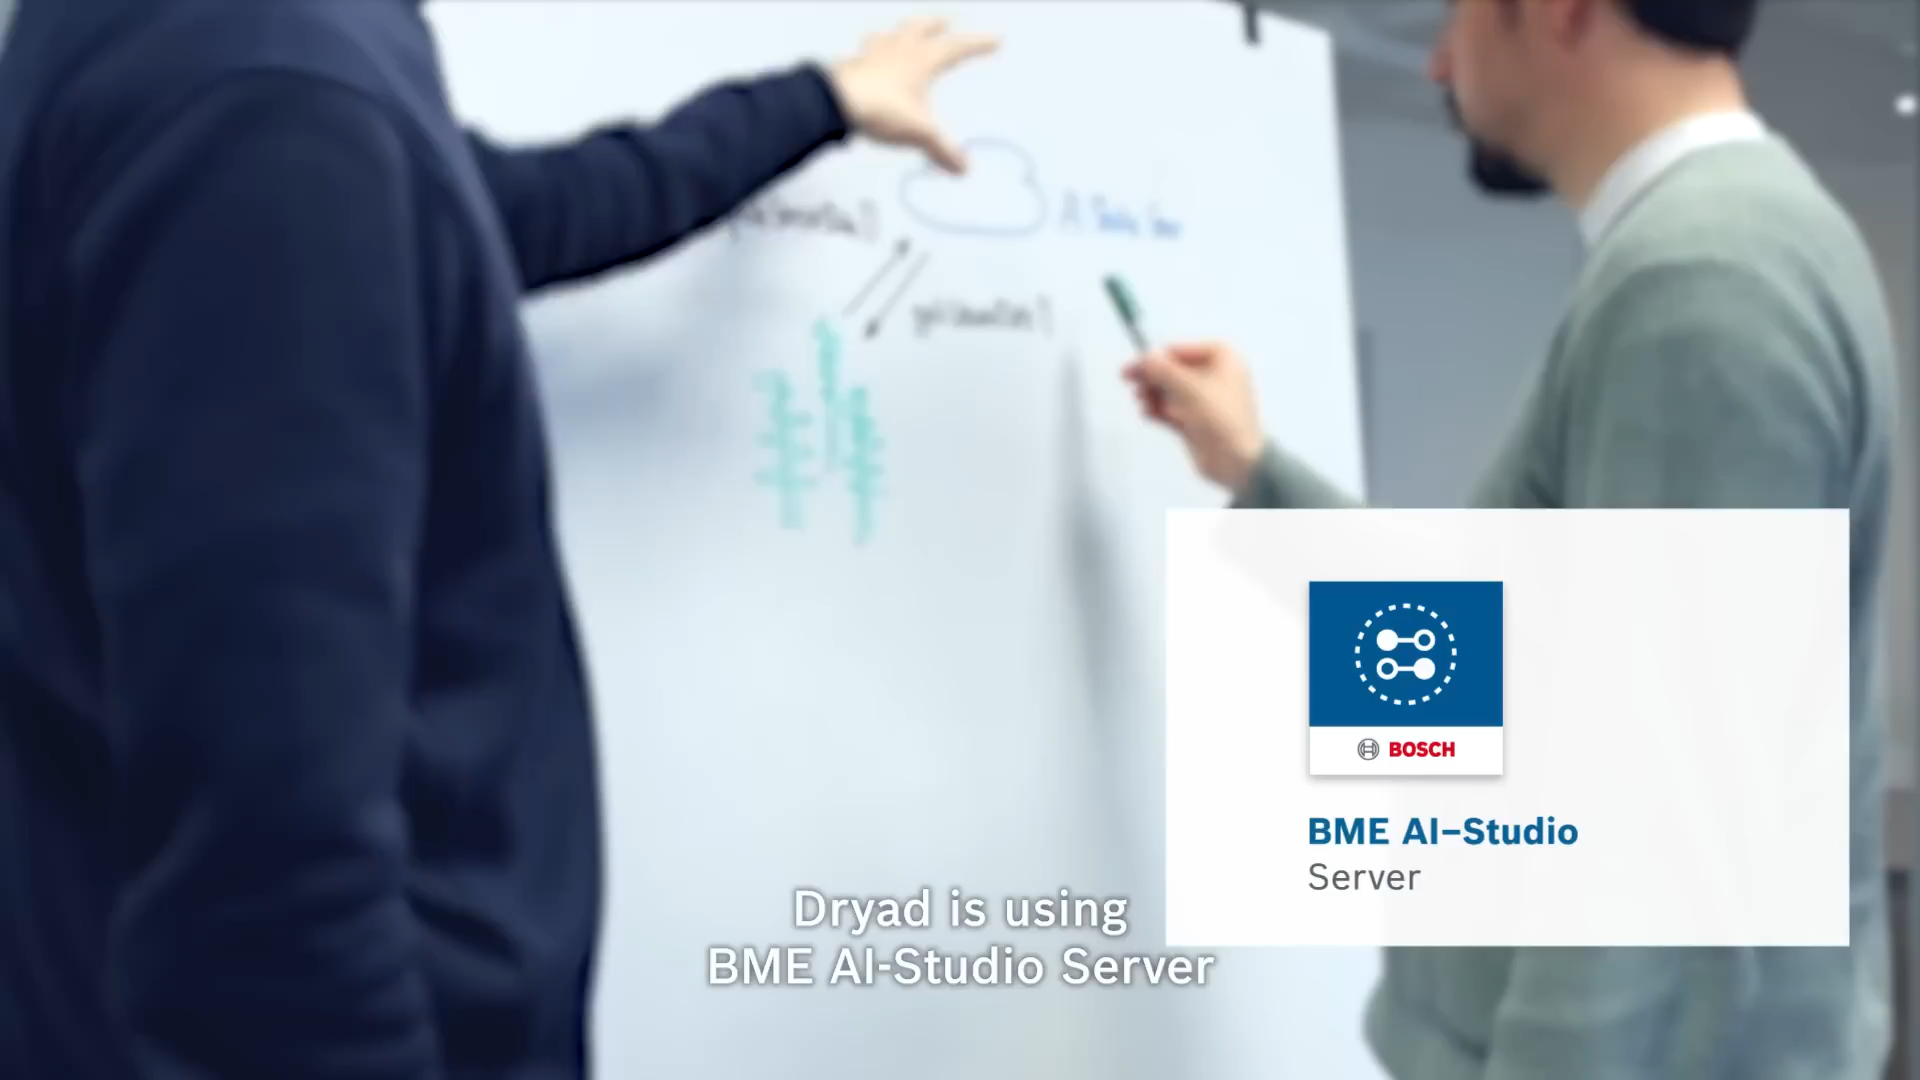 BOSCH
BME AI–Studio
Server
Dryad is using
BME AI-Studio Server